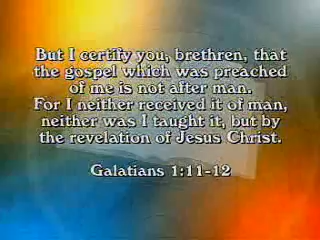 But I certify you, brethren, that
the gospel which was preached
of me is not after man.
For I neither received it of man,
neither was I taught it, but by
the revelation of Jesus Christ.
Galatians 1:11-12